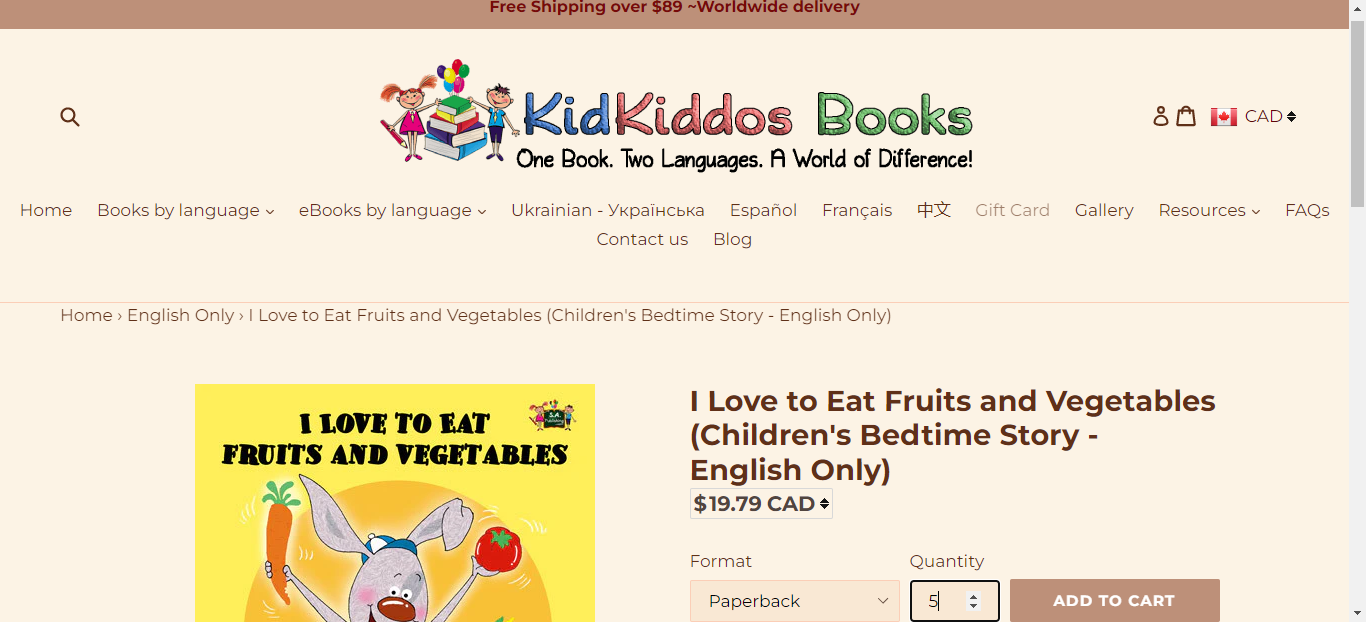 Free Shipping over $89 ~Worldwide delivery
KidKiddos Books
One Book. Two Languages. A World of Difference!
CAD
Home Books by language eBooks by language Ukrainian - Українська Español Français 中文 Gift Card Gallery Resources FAQs
Contact us Blog
Home › English Only › I Love to Eat Fruits and Vegetables (Children's Bedtime Story - English Only)
I LOVE TO EAT
FRUITS AND VEGETABLES
I Love to Eat Fruits and Vegetables
(Children's Bedtime Story -
English Only)
$19.79 CAD
Format Quantity
Paperback 5 ADD TO CART